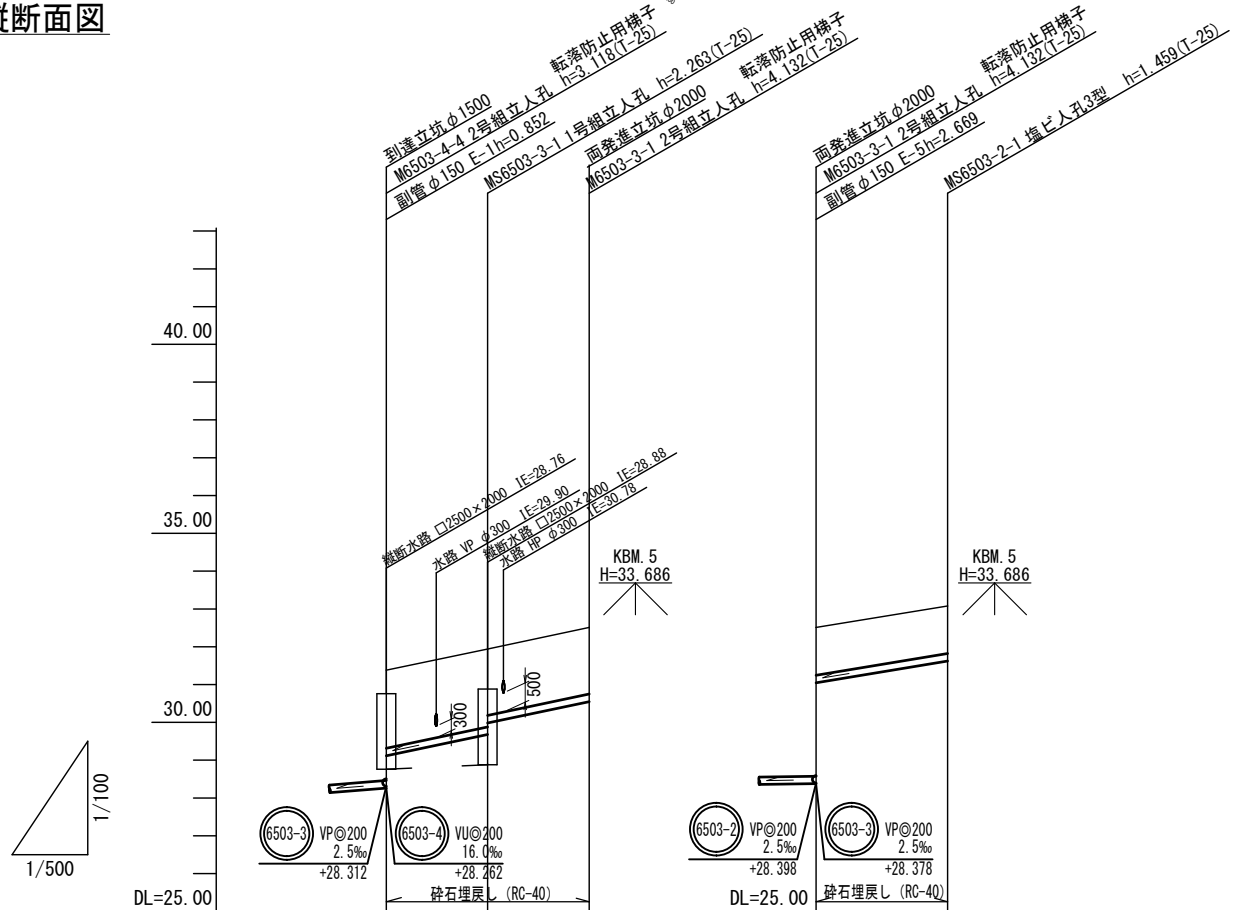 縦断面図
到達立坑φ1500
M6503-4-4 2号組立人孔 h=3.118(T-25)
転落防止用梯子
副管φ150 E-1h=0.852
MS6503-3-1 1号組立人孔 h=2.263(T-25)
両発進立坑φ2000
M6503-3-1 2号組立人孔 h=4.132(T-25)
転落防止用梯子
両発進立坑φ2000
M6503-3-1 2号組立人孔 h=4.132(T-25)
転落防止用梯子
副管φ150 E-5h=2.669
MS6503-2-1 塩ビ人孔3型 h=1.459(T-25)
40.00
35.00
30.00
DL=25.00
縦断水路 □2500×2000 IE=28.76
水路 VP φ300 IE=29.90
縦断水路 □2500×2000 IE=28.88
水路 HP φ300 IE=30.78
KBM.5
H=33.686
KBM.5
H=33.686
300
500
1/100
1/500
6503-3
VP◎200
2.5‰
+28.312
6503-4
VU◎200
16.0‰
+28.262
砕石埋戻し (RC-40)
6503-2
VP◎200
2.5‰
+28.398
6503-3
VP◎200
2.5‰
+28.378
DL=25.00
砕石埋戻し (RC-40)